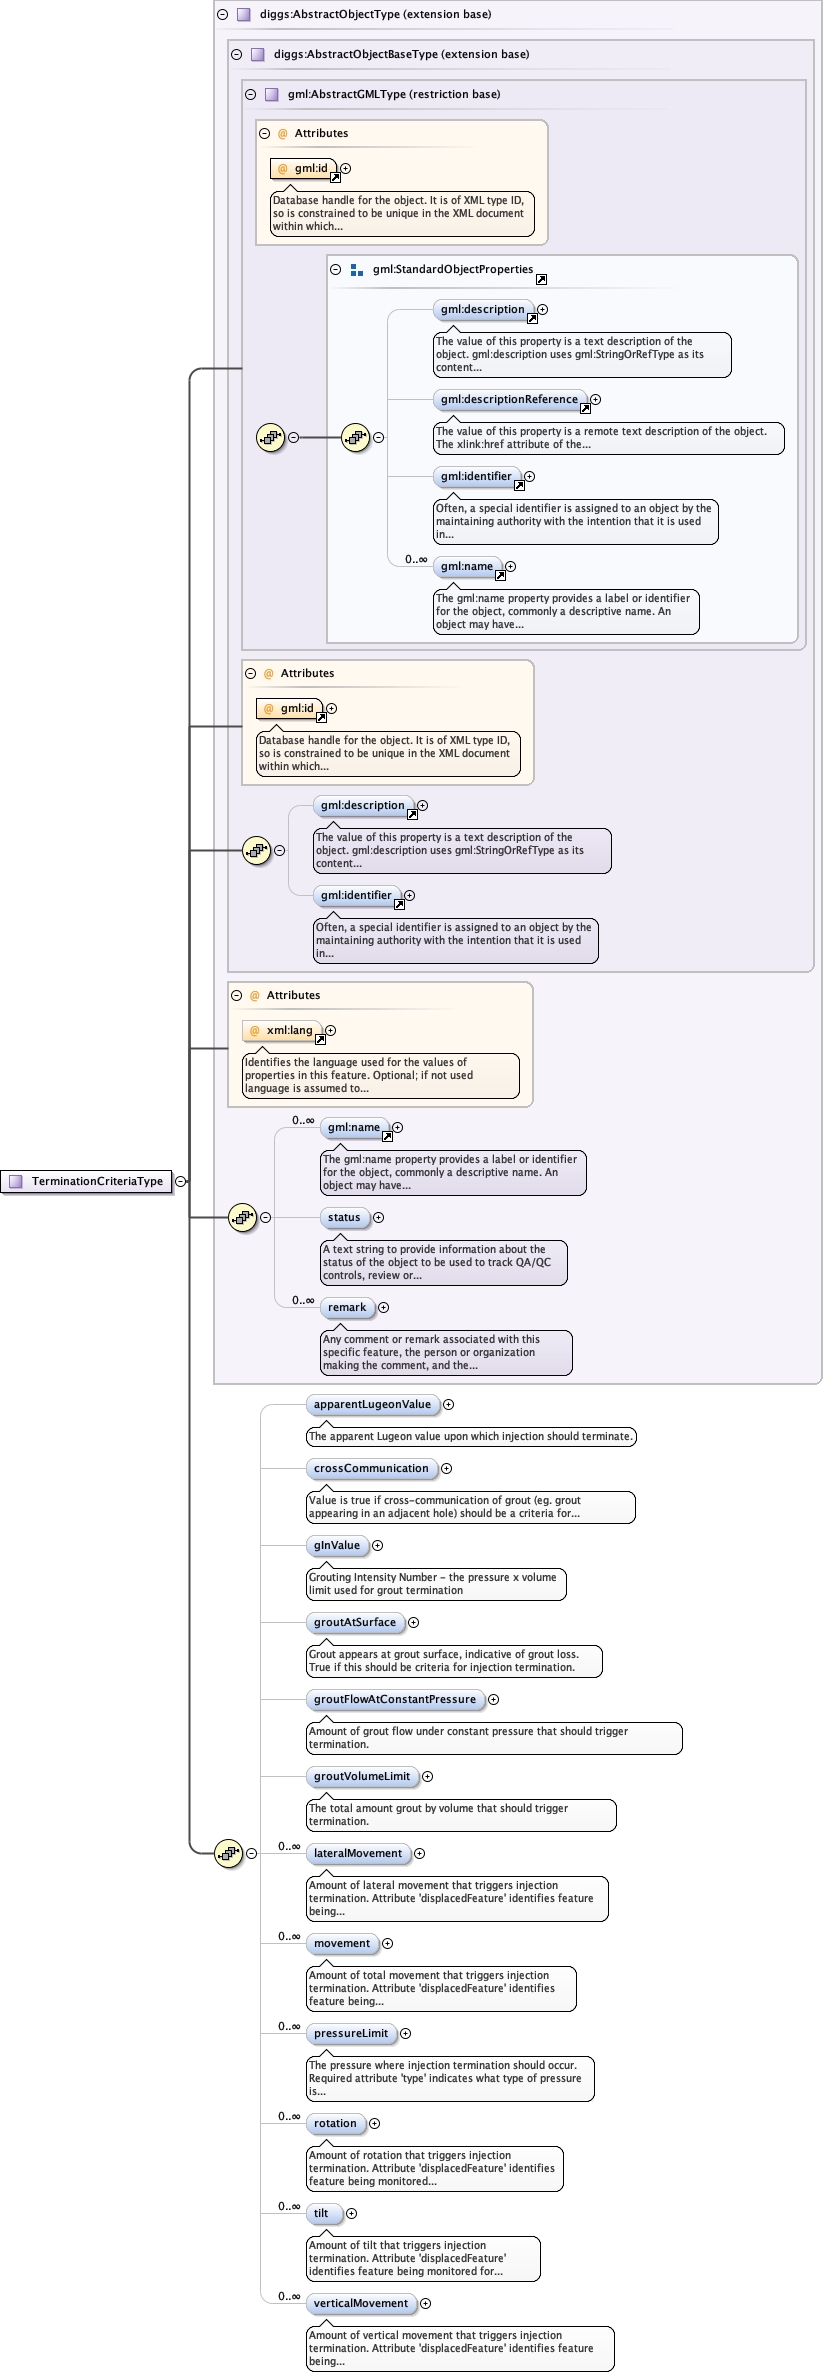 diggs:AbstractObjectType (extension base)
diggs:AbstractObjectBaseType (extension base)
gml:AbstractGMLType (restriction base)
@ Attributes
@ gml:id
Database handle for the object. It is of XML type ID,
so is constrained to be unique in the XML document
within which...
gml:StandardObjectProperties
gml:description
The value of this property is a text description of the
object. gml:description uses gml:StringOrRefType as its
content...
gml:descriptionReference
The value of this property is a remote text description of the object.
The xlink:href attribute of the...
gml:identifier
Often, a special identifier is assigned to an object by the
maintaining authority with the intention that it is used
in...
0..∞
gml:name
The gml:name property provides a label or identifier
for the object, commonly a descriptive name. An
object may have...
@ Attributes
@ gml:id
Database handle for the object. It is of XML type ID,
so is constrained to be unique in the XML document
within which...
gml:description
The value of this property is a text description of the
object. gml:description uses gml:StringOrRefType as its
content...
gml:identifier
Often, a special identifier is assigned to an object by the
maintaining authority with the intention that it is used
in...
@ Attributes
@ xml:lang
Identifies the language used for the values of
properties in this feature. Optional; if not used
language is assumed to...
0..∞
gml:name
The gml:name property provides a label or identifier
for the object, commonly a descriptive name. An
object may have...
TerminationCriteriaType
status
A text string to provide information about the
status of the object to be used to track QA/QC
controls, review or...
0..∞
remark
Any comment or remark associated with this
specific feature, the person or organization
making the comment, and the...
apparentLugeonValue
The apparent Lugeon value upon which injection should terminate.
crossCommunication
Value is true if cross-communication of grout (eg. grout
appearing in an adjacent hole) should be a criteria for...
gInValue
Grouting Intensity Number - the pressure x volume
limit used for grout termination
groutAtSurface
Grout appears at grout surface, indicative of grout loss.
True if this should be criteria for injection termination.
groutFlowAtConstantPressure
Amount of grout flow under constant pressure that should trigger
termination.
groutVolumeLimit
The total amount grout by volume that should trigger
termination.
0..∞
lateralMovement
Amount of lateral movement that triggers injection
termination. Attribute 'displacedFeature' identifies feature
being...
0..∞
movement
Amount of total movement that triggers injection
termination. Attribute 'displacedFeature' identifies
feature being...
0..∞
pressureLimit
The pressure where injection termination should occur.
Required attribute 'type' indicates what type of pressure
is...
0..∞
rotation
Amount of rotation that triggers injection
termination. Attribute 'displacedFeature' identifies
feature being monitored...
0..∞
tilt
Amount of tilt that triggers injection
termination. Attribute 'displacedFeature'
identifies feature being monitored for...
0..∞
verticalMovement
Amount of vertical movement that triggers injection
termination. Attribute 'displacedFeature' identifies feature
being...